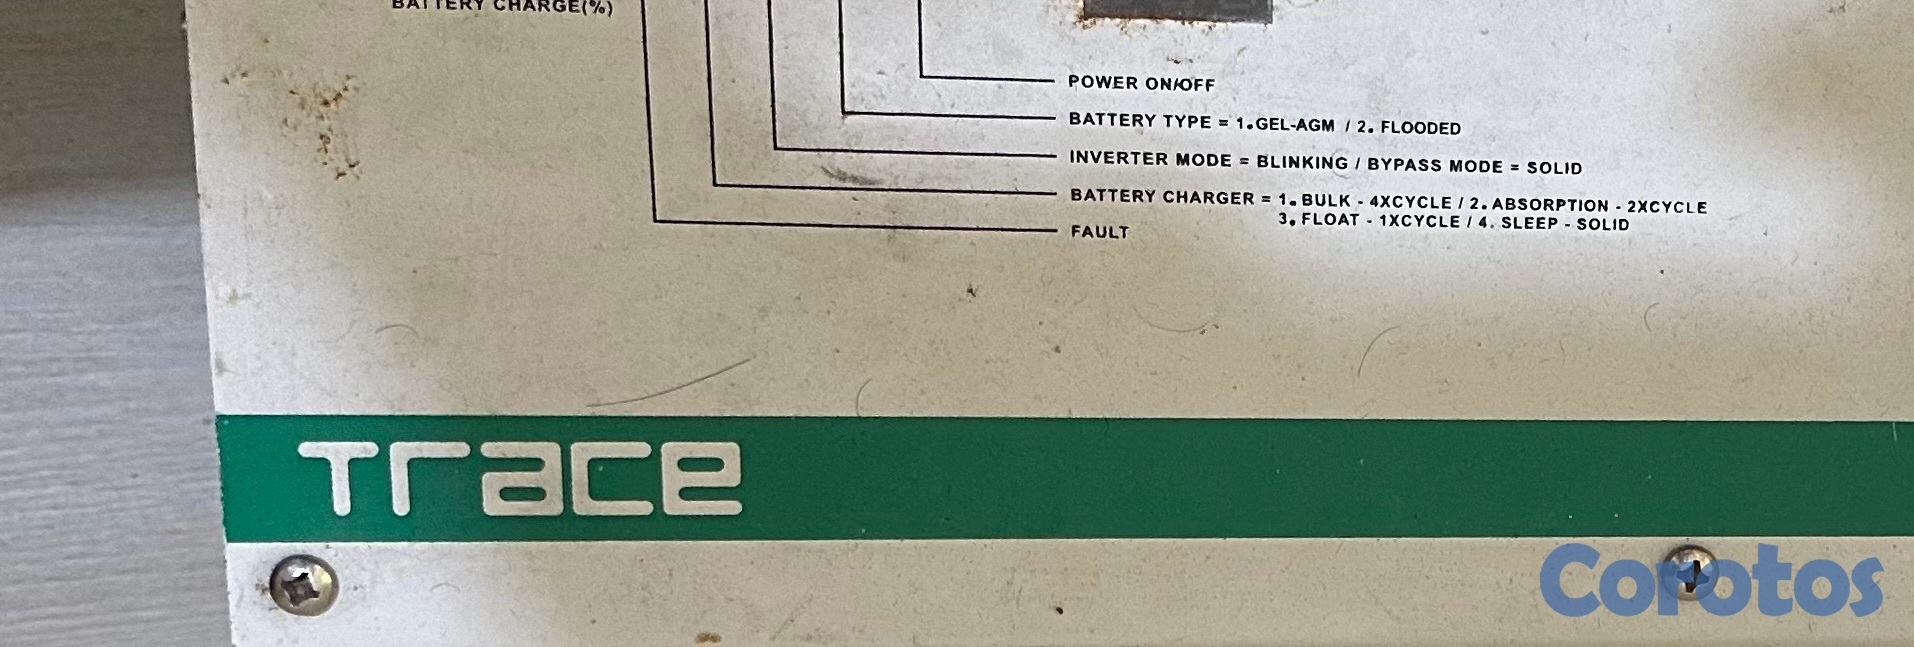 BATTERY CHARGE(%)
POWER ON/OFF
BATTERY TYPE = 1.GEL-AGM / 2. FLOODED
INVERTER MODE = BLINKING / BYPASS MODE = SOLID
BATTERY CHARGER = 1. BULK - 4XCYCLE / 2. ABSORPTION - 2XCYCLE
3. FLOAT - 1XCYCLE / 4. SLEEP - SOLID
FAULT
Trace
Corotos